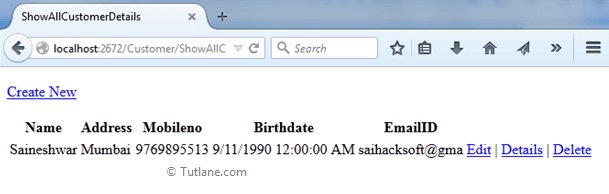 ShowAllCustomerDetails
localhost:2672/Customer/ShowAllC
Search
Create New
Name Address Mobileno Birthdate EmailID
Saineshwar Mumbai 9769895513 9/11/1990 12:00:00 AM saihacksoft@gma Edit | Details | Delete
© Tutlane.com